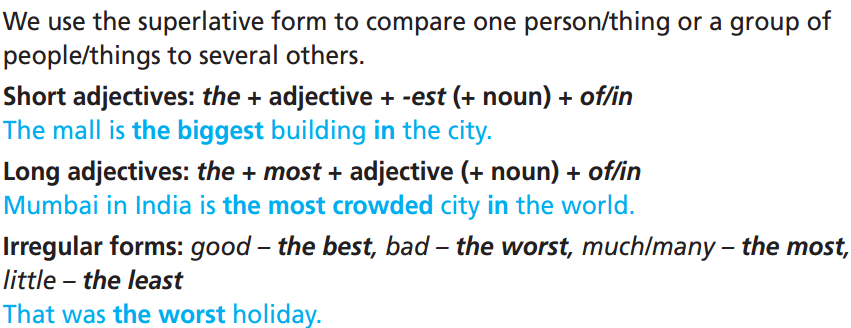 We use the superlative form to compare one person/thing or a group of
people/things to several others.
Short adjectives: the + adjective + -est (+ noun) + of/in
The mall is the biggest building in the city.
Long adjectives: the + most + adjective (+ noun) + of/in
Mumbai in India is the most crowded city in the world.
Irregular forms: good – the best, bad – the worst, much/many – the most,
little – the least
That was the worst holiday.